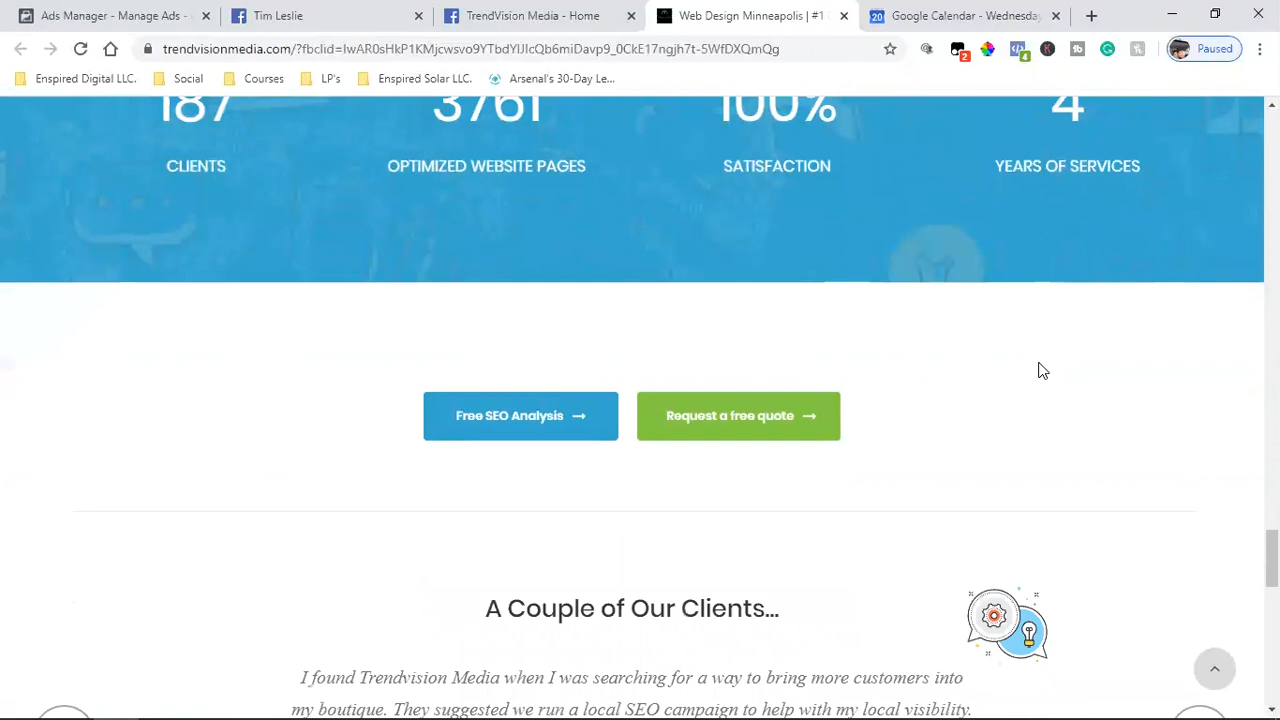 Ads Manager - Manage Ads -
Tim Leslie
TrendVision Media - Home
Web Design Minneapolis | #1
Google Calendar - Wednesday
trendvisionmedia.com/?fbclid=IwAR0sHkP1KMjcwsvo9YTbdYlJlcQb6miDavp9_0CkE17ngjh7t-5WfDXQmQg
2
4
K
tb
Paused
Enspired Digital LLC.
Social
Courses
LP's
Enspired Solar LLC.
Arsenal's 30-Day Le...
187
3761
100%
4
CLIENTS
OPTIMIZED WEBSITE PAGES
SATISFACTION
YEARS OF SERVICES
Free SEO Analysis →
Request a free quote →
A Couple of Our Clients...
I found Trendvision Media when I was searching for a way to bring more customers into
my boutique. They suggested we run a local SEO campaign to help with my local visibility.